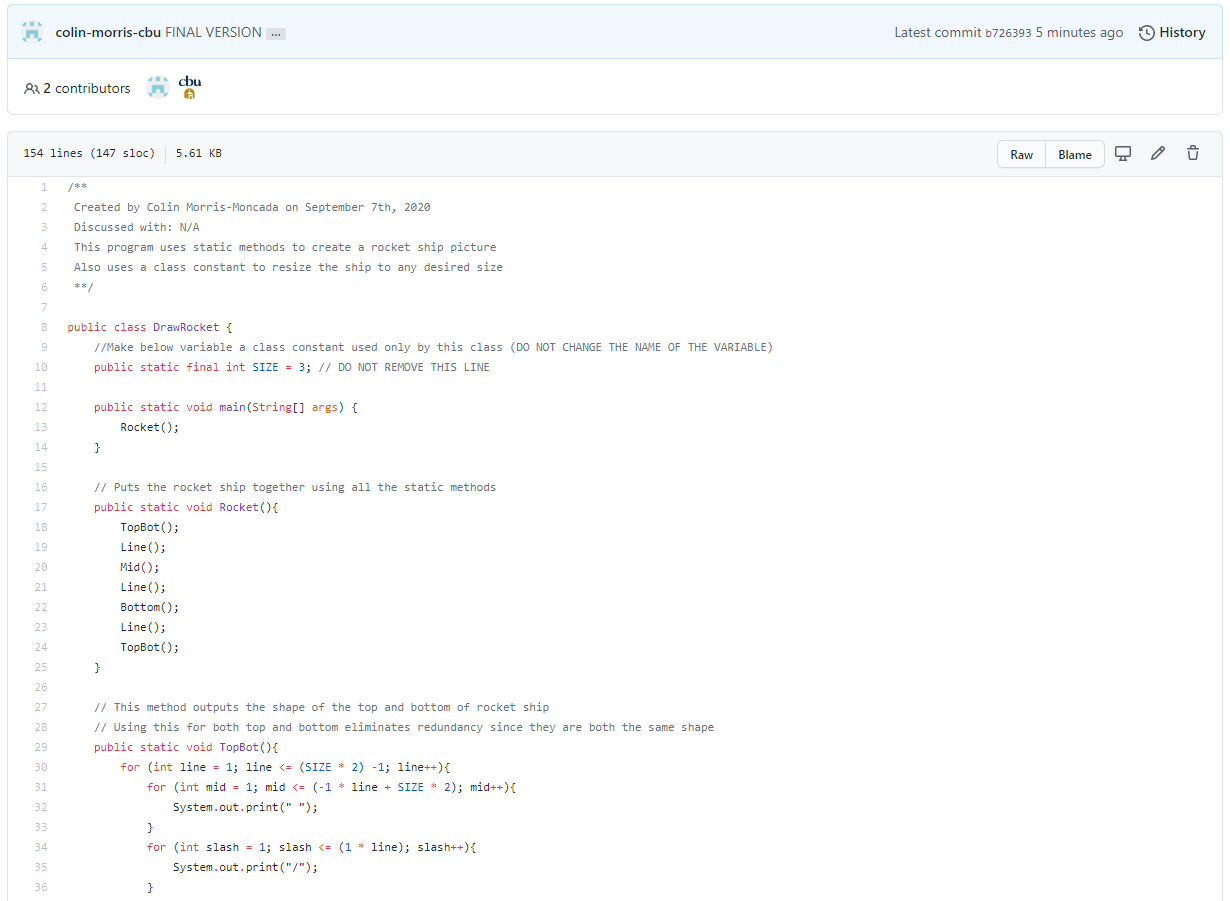 colin-morris-cbu FINAL VERSION ... Latest commit b726393 5 minutes ago History
2 contributors cbu
154 lines (147 sloc) 5.61 KB Raw Blame
1 /**
2 Created by Colin Morris-Moncada on September 7th, 2020
3 Discussed with: N/A
4 This program uses static methods to create a rocket ship picture
5 Also uses a class constant to resize the ship to any desired size
6 **/
7
8 public class DrawRocket {
9 //Make below variable a class constant used only by this class (DO NOT CHANGE THE NAME OF THE VARIABLE)
10 public static final int SIZE = 3; // DO NOT REMOVE THIS LINE
11
12 public static void main(String[] args) {
13 Rocket();
14 }
15
16 // Puts the rocket ship together using all the static methods
17 public static void Rocket(){
18 TopBot();
19 Line();
20 Mid();
21 Line();
22 Bottom();
23 Line();
24 TopBot();
25 }
26
27 // This method outputs the shape of the top and bottom of rocket ship
28 // Using this for both top and bottom eliminates redundancy since they are both the same shape
29 public static void TopBot(){
30 for (int line = 1; line <= (SIZE * 2) -1; line++){
31 for (int mid = 1; mid <= (-1 * line + SIZE * 2); mid++){
32 System.out.print(" ");
33 }
34 for (int slash = 1; slash <= (1 * line); slash++){
35 System.out.print("/");
36 }